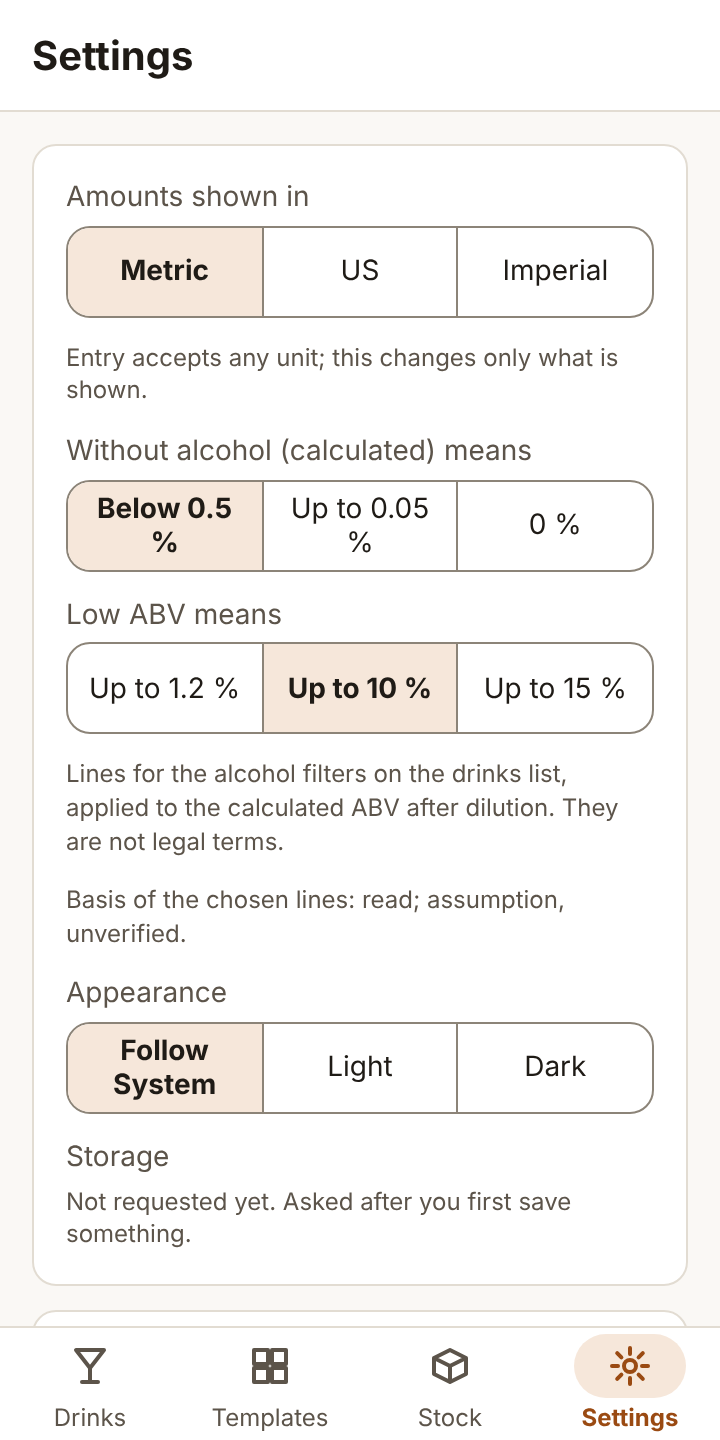 Settings
Amounts shown in
Metric
US
Imperial
Entry accepts any unit; this changes only what is
shown.
Without alcohol (calculated) means
Below 0.5
%
Up to 0.05
%
0 %
Low ABV means
Up to 1.2 %
Up to 10 %
Up to 15 %
Lines for the alcohol filters on the drinks list,
applied to the calculated ABV after dilution. They
are not legal terms.
Basis of the chosen lines: read; assumption,
unverified.
Appearance
Follow
System
Light
Dark
Storage
Not requested yet. Asked after you first save
something.
Drinks
Templates
Stock
Settings